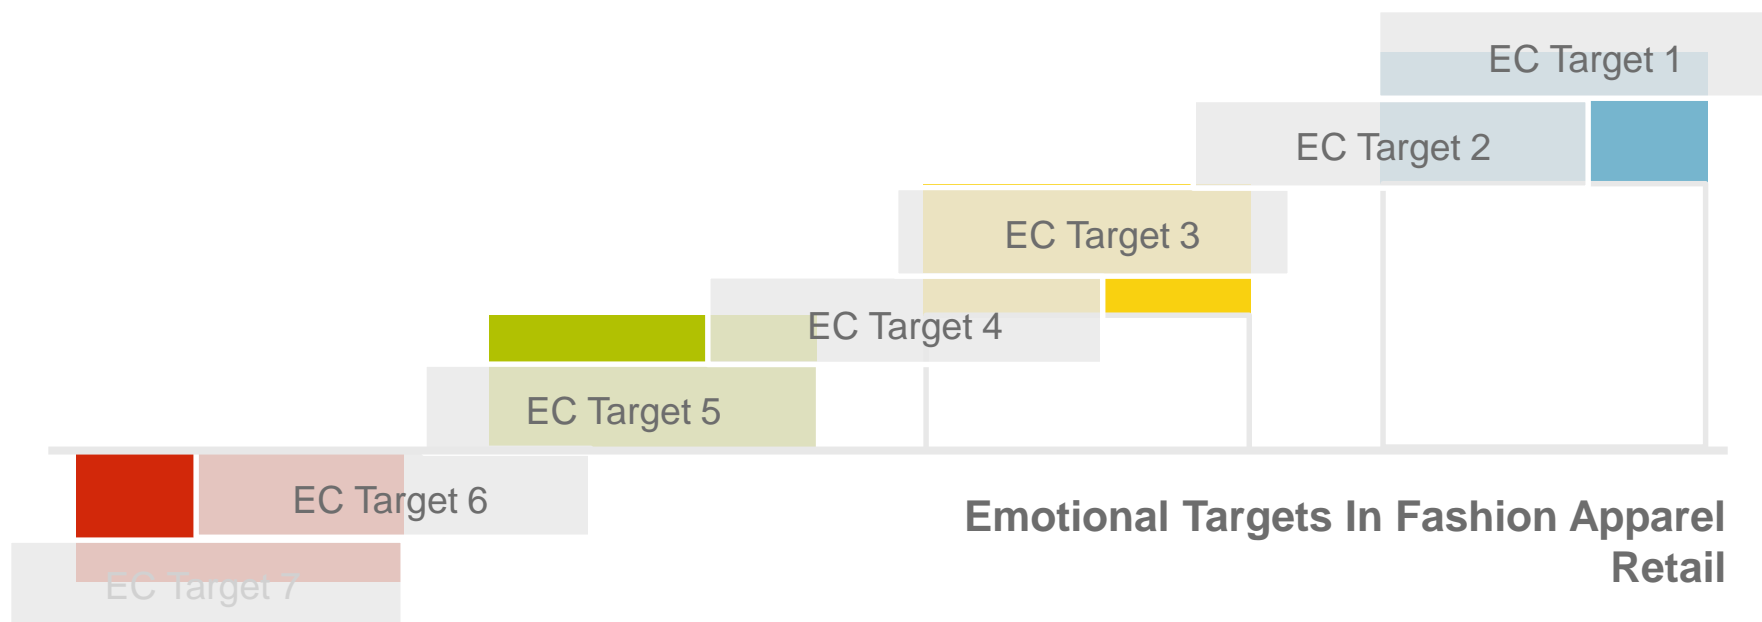 EC Target 1
EC Target 2
EC Target 3
EC Target 4
EC Target 5
EC Target 6
Emotional Targets In Fashion Apparel
Retail
EC Target 7